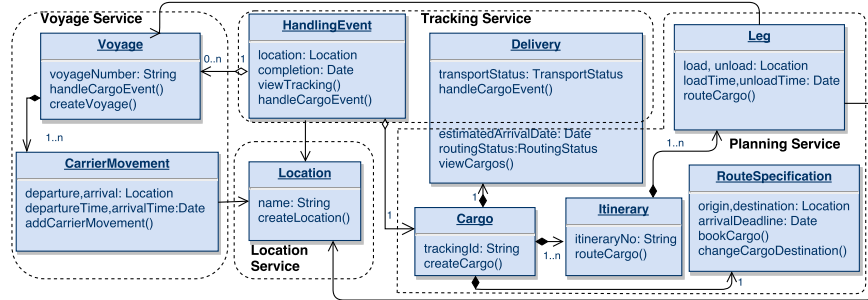 Voyage Service
Voyage
voyageNumber: String
handleCargoEvent()
createVoyage()
1..n
CarrierMovement
departure,arrival: Location
departureTime,arrivalTime:Date
addCarrierMovement()
0..n
1
HandlingEvent
location: Location
completion: Date
viewTracking()
handleCargoEvent()
Location
name: String
createLocation()
Location
Service
1
Tracking Service
Delivery
transportStatus: TransportStatus
handleCargoEvent()
estimatedArrivalDate: Date
routingStatus:RoutingStatus
viewCargos()
1
Cargo
trackingId: String
createCargo()
1..n
Itinerary
itineraryNo: String
routeCargo()
1..n
Leg
load, unload: Location
loadTime,unloadTime: Date
routeCargo()
Planning Service
RouteSpecification
origin,destination: Location
arrivalDeadline: Date
bookCargo()
changeCargoDestination()
1